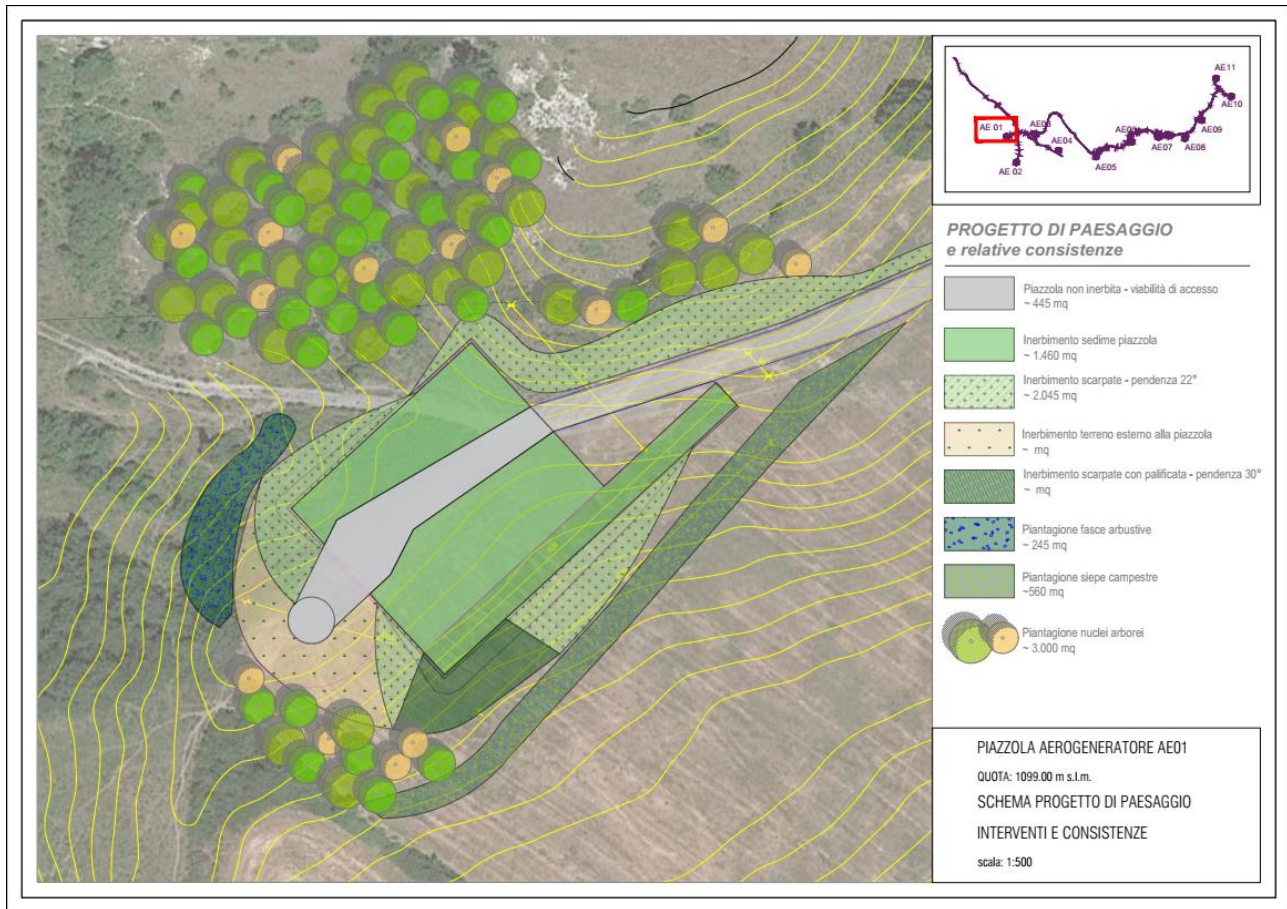 AE11
AE10
AE 01
AE03
AE04
AE09
AE07
AE08
AE05
AE 02
PROGETTO DI PAESAGGIO
e relative consistenze
Piazzola non inerbita - viabilità di accesso
~ 445 mq
Inerbimento sedime piazzola
~ 1.460 mq
Inerbimento scarpate - pendenza 22°
~ 2.045 mq
Inerbimento terreno esterno alla piazzola
~ mq
Inerbimento scarpate con palificata - pendenza 30°
~ mq
Piantagione fasce arbustive
~ 245 mq
Piantagione siepe campestre
~560 mq
Piantagione nuclei arborei
~ 3.000 mq
PIAZZOLA AEROGENERATORE AE01
QUOTA: 1099.00 m s.l.m.
SCHEMA PROGETTO DI PAESAGGIO
INTERVENTI E CONSISTENZE
scala: 1:500